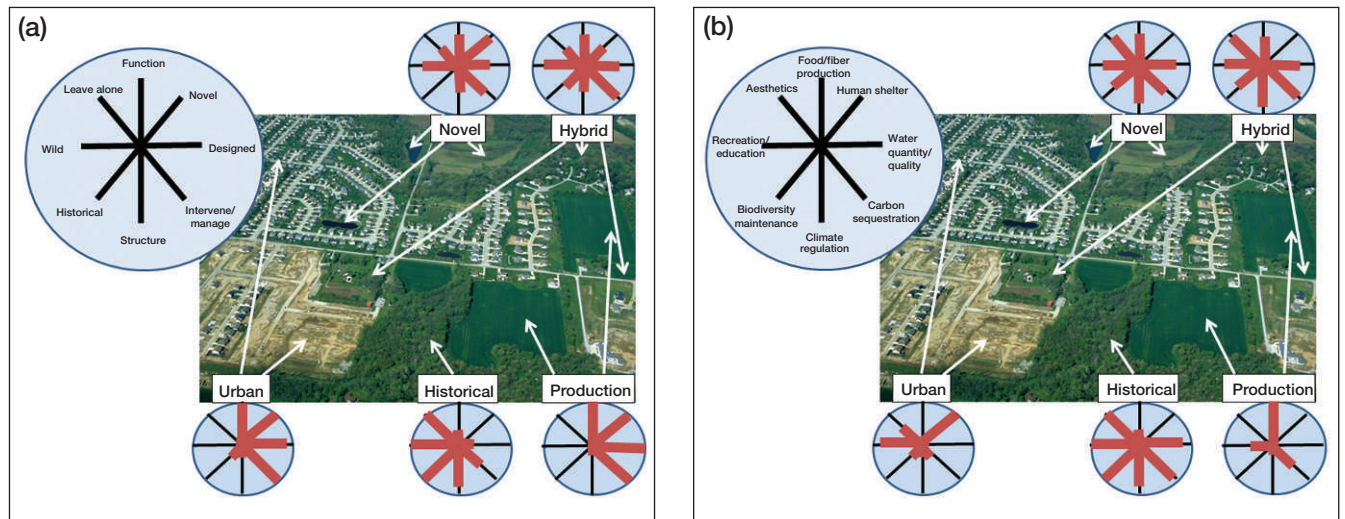 (a)
Function
Leave alone
Novel
Wild
Designed
Historical
Intervene/
manage
Structure
Novel
Hybrid
Urban
Historical
Production
(b)
Food/fiber
production
Aesthetics
Human shelter
Recreation/
education
Water
quantity/
quality
Biodiversity
maintenance
Carbon
sequestration
Climate
regulation
Novel
Hybrid
Urban
Historical
Production